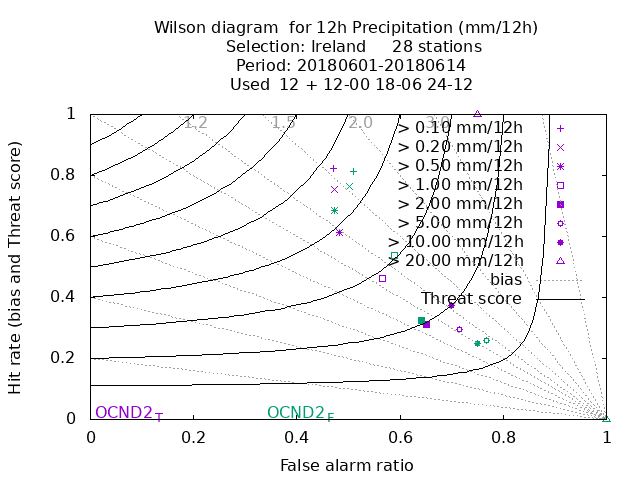 Wilson diagram  for 12h Precipitation (mm/12h)
Selection: Ireland     28 stations
Period: 20180601-20180614
Used  12 + 12-00 18-06 24-12
1.2 1.5 2.0 3.0
> 0.10 mm/12h
> 0.20 mm/12h
> 0.50 mm/12h
> 1.00 mm/12h
> 2.00 mm/12h
> 5.00 mm/12h
> 10.00 mm/12h
> 20.00 mm/12h
bias
Threat score
1
0.8
0.6
0.4
0.2
0
Hit rate (bias and Threat score)
OCND2T OCND2F
0 0.2 0.4 0.6 0.8 1
False alarm ratio